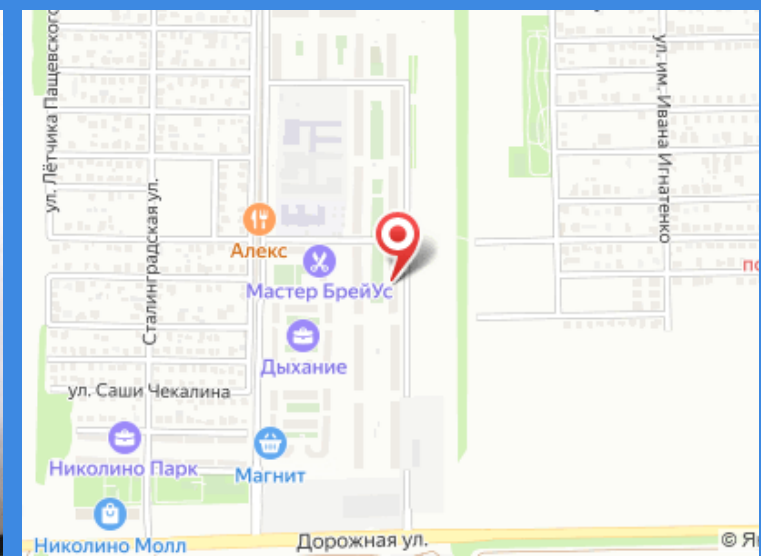 ул. Лётчика Пащевского
ул. им. Ивана Игнатенко
Сталинградская ул.
Алекс
Мастер БрейУс
Дыхание
ул. Саши Чекалина
Николино Парк
Магнит
Николино Молл
Дорожная ул.